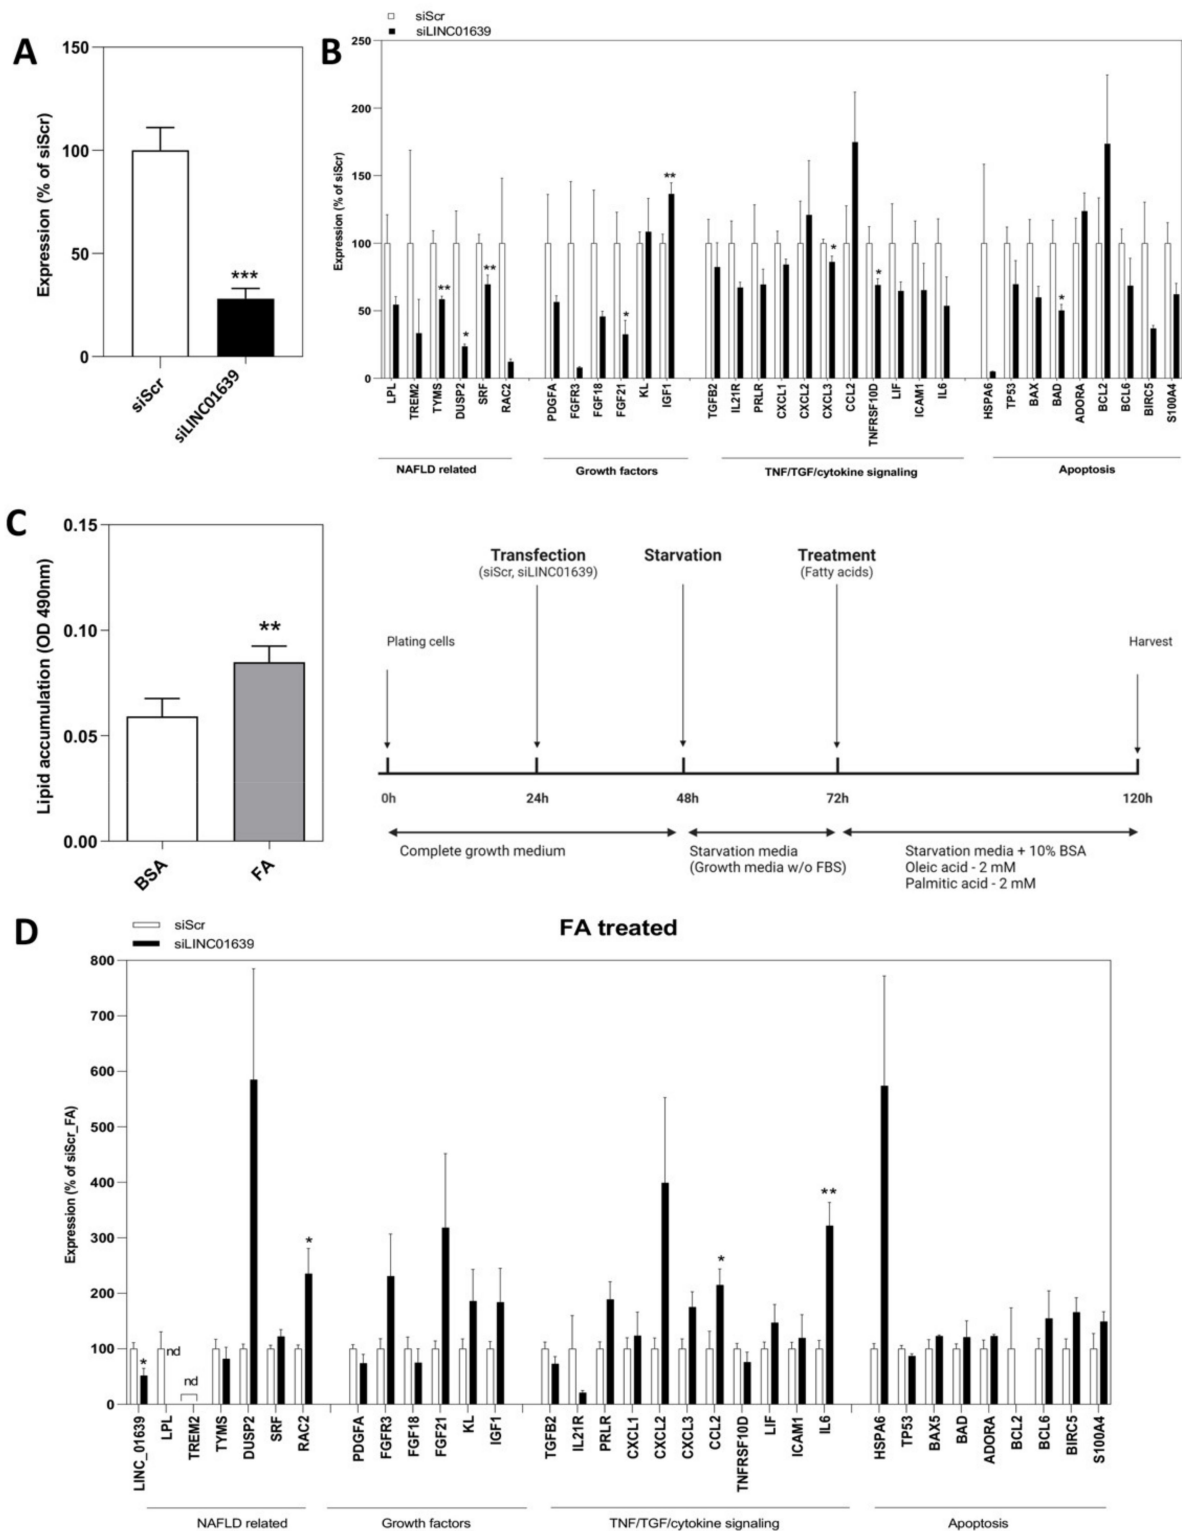 A
150
100
50
0
Expression (% of siScr)
***
siScr
siLINC01639
B
siScr
siLINC01639
250
200
150
100
50
0
Expression (% of siScr)
** * ** * ** * * *
LPL TREM2 TYMS DUSP2 SRF RAC2 PDGFA FGFR3 FGF18 FGF21 KL IGF1 TGFB2 IL21R PRLR CXCL1 CXCL2 CXCL3 CCL2 TNFRSF10D LIF ICAM1 IL6 HSPA6 TP53 BAX BAD ADORA BCL2 BCL6 BIRC5 S100A4
NAFLD related Growth factors TNF/TGF/cytokine signaling Apoptosis
C
0.15
0.10
0.05
0.00
Lipid accumulation (OD 490nm)
**
BSA FA
Transfection Starvation Treatment
(siScr, siLINC01639) (Fatty acids)
Plating cells Harvest
0h 24h 48h 72h 120h
Complete growth medium
Starvation media
(Growth media w/o FBS)
Starvation media + 10% BSA
Oleic acid - 2 mM
Palmitic acid - 2 mM
D
siScr
siLINC01639
FA treated
800
700
600
500
400
300
200
100
0
Expression (% of siScr_FA)
* nd nd * * **
LINC_01639 LPL TREM2 TYMS DUSP2 SRF RAC2 PDGFA FGFR3 FGF18 FGF21 KL IGF1 TGFB2 IL21R PRLR CXCL1 CXCL2 CXCL3 CCL2 TNFRSF10D LIF ICAM1 IL6 HSPA6 TP53 BAX5 BAD ADORA BCL2 BCL6 BIRC5 S100A4
NAFLD related Growth factors TNF/TGF/cytokine signaling Apoptosis